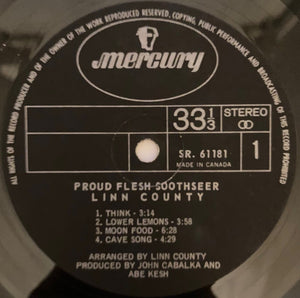 ALL RIGHTS OF THE RECORD PRODUCER AND OF THE OWNER OF THE WORK REPRODUCED RESERVED. COPYING, PUBLIC PERFORMANCE AND BROADCASTING OF THIS RECORD PROHIBITED
mercury
33 1/3
STEREO
SR. 61181
MADE IN CANADA
1
PROUD FLESH SOOTHSEER
LINN COUNTY
1. THINK - 3:14
2. LOWER LEMONS - 3:58
3. MOON FOOD - 6:28
4. CAVE SONG - 4:29
ARRANGED BY LINN COUNTY
PRODUCED BY JOHN CABALKA AND
ABE KESH